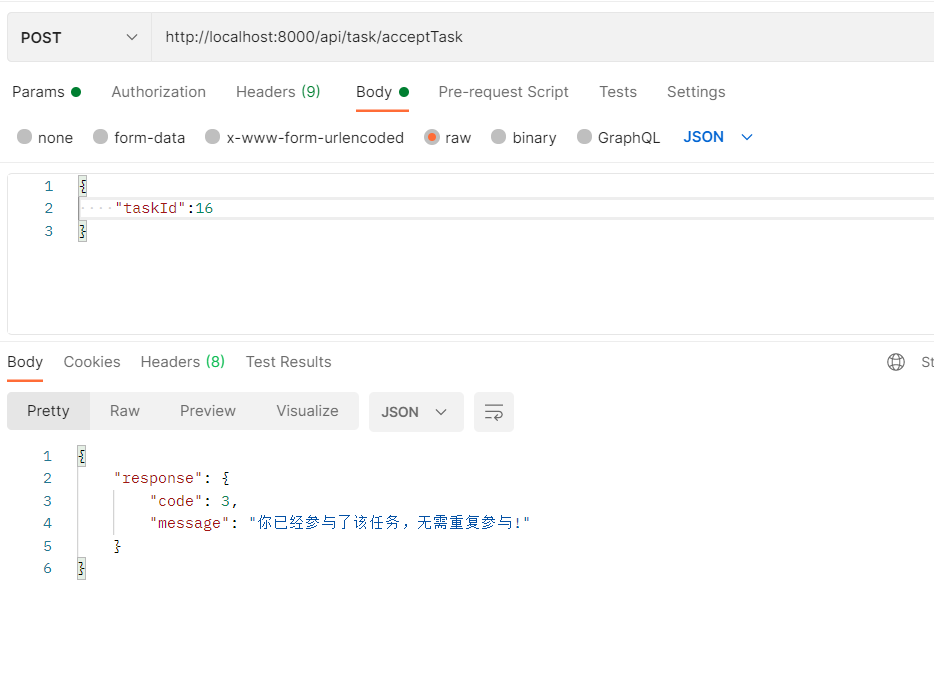 POST http://localhost:8000/api/task/acceptTask
Params Authorization Headers (9) Body Pre-request Script Tests Settings
none form-data x-www-form-urlencoded raw binary GraphQL JSON
1 {
2 ····"taskId":16
3 }
Body Cookies Headers (8) Test Results St
Pretty Raw Preview Visualize JSON
1 {
2 "response": {
3 "code": 3,
4 "message": "你已经参与了该任务，无需重复参与!"
5 }
6 }